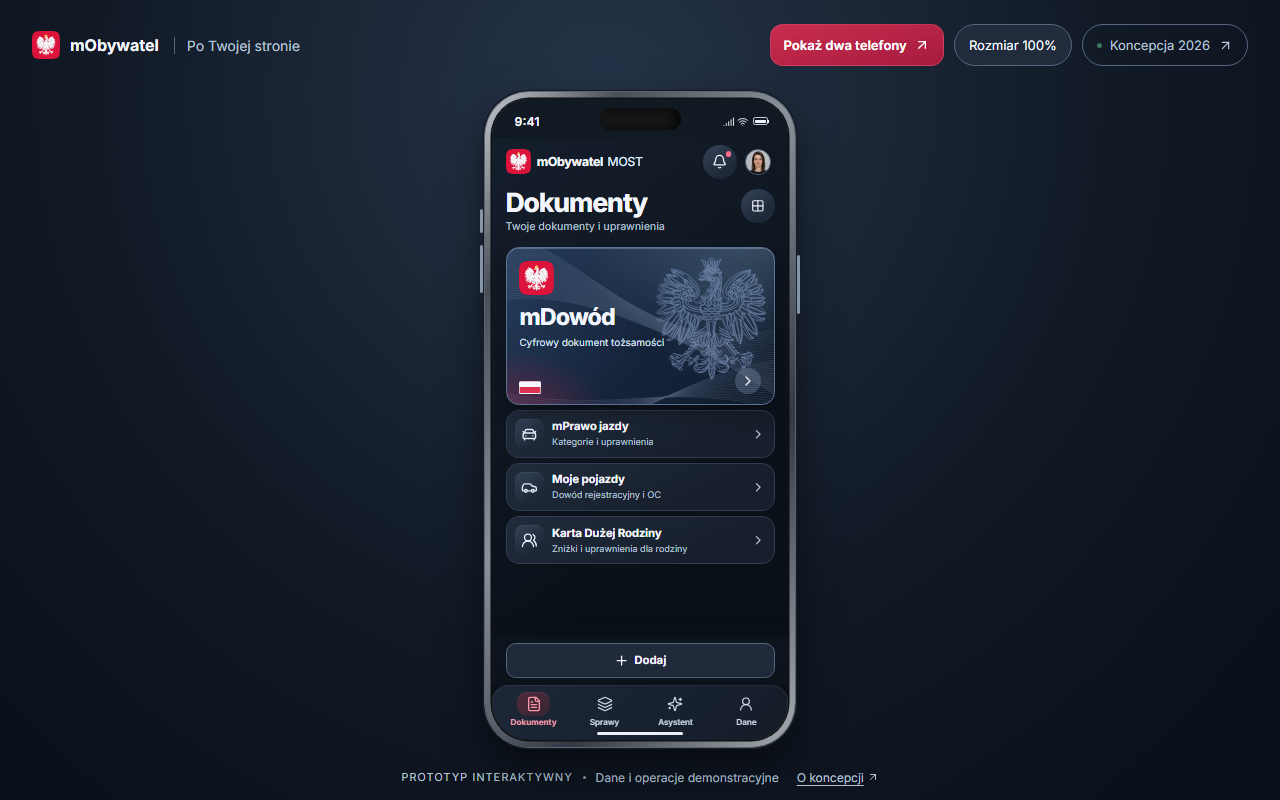 mObywatel Po Twojej stronie
Pokaż dwa telefony
Rozmiar 100%
Koncepcja 2026
9:41
mObywatel MOST
Dokumenty
Twoje dokumenty i uprawnienia
mDowód
Cyfrowy dokument tożsamości
mPrawo jazdy
Kategorie i uprawnienia
Moje pojazdy
Dowód rejestracyjny i OC
Karta Dużej Rodziny
Zniżki i uprawnienia dla rodziny
Dodaj
Dokumenty Sprawy Asystent Dane
PROTOTYP INTERAKTYWNY • Dane i operacje demonstracyjne O koncepcji